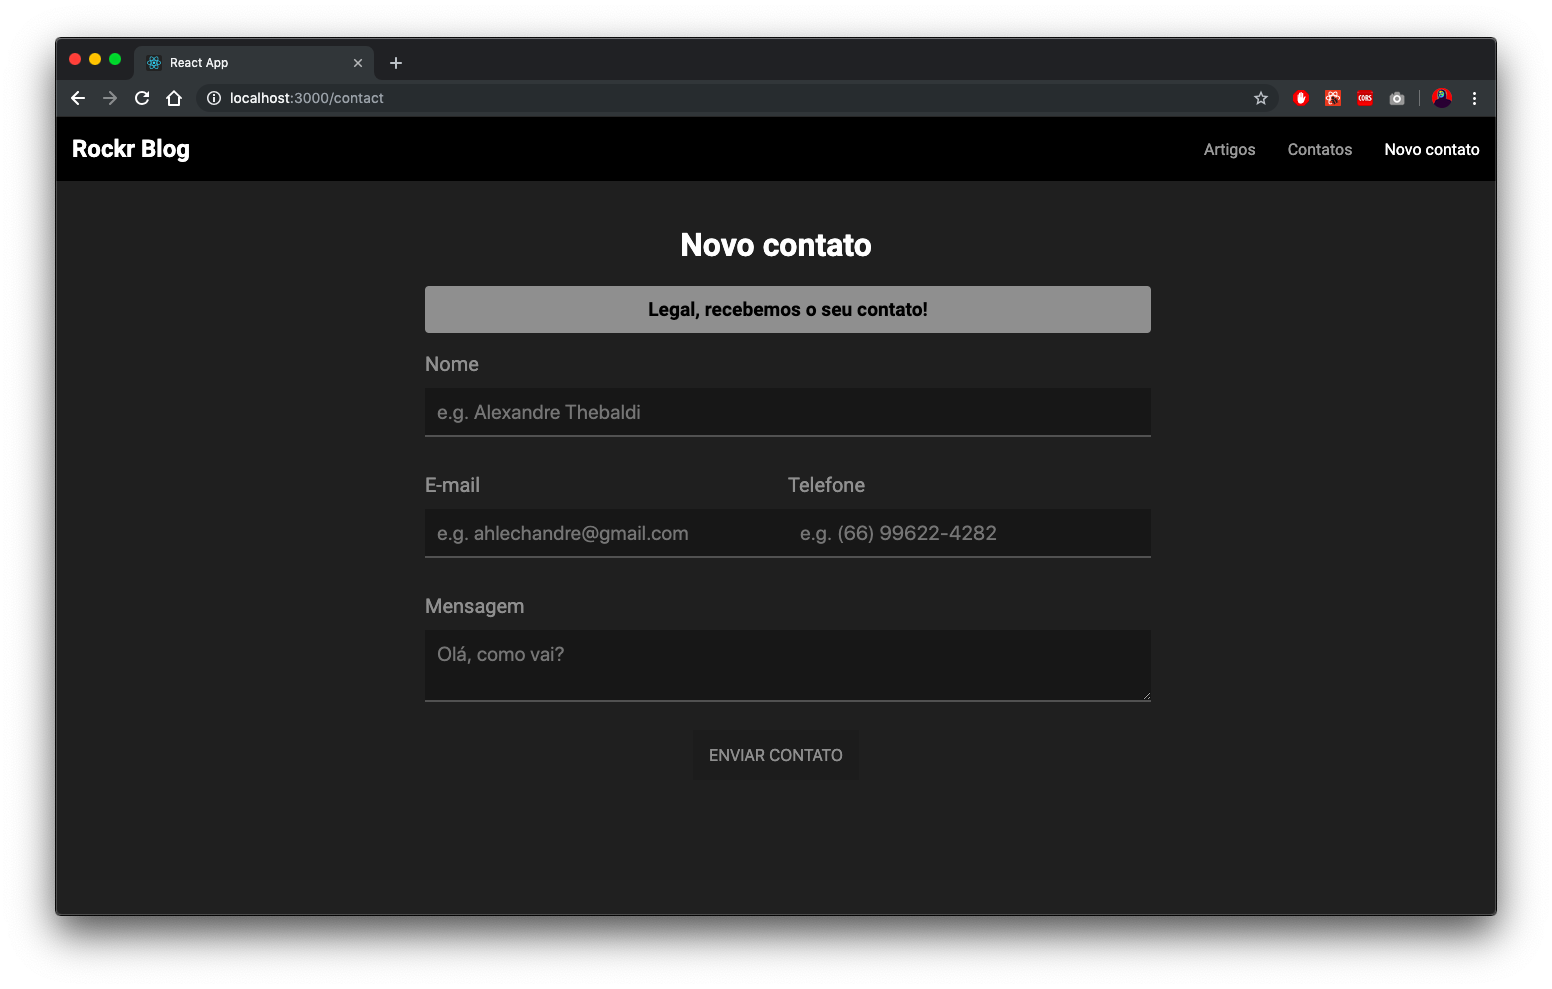 React App
localhost:3000/contact
CORS
Rockr Blog
Artigos
Contatos
Novo contato
Novo contato
Legal, recebemos o seu contato!
Nome
e.g. Alexandre Thebaldi
E-mail
Telefone
e.g. ahlechandre@gmail.com
e.g. (66) 99622-4282
Mensagem
Olá, como vai?
ENVIAR CONTATO